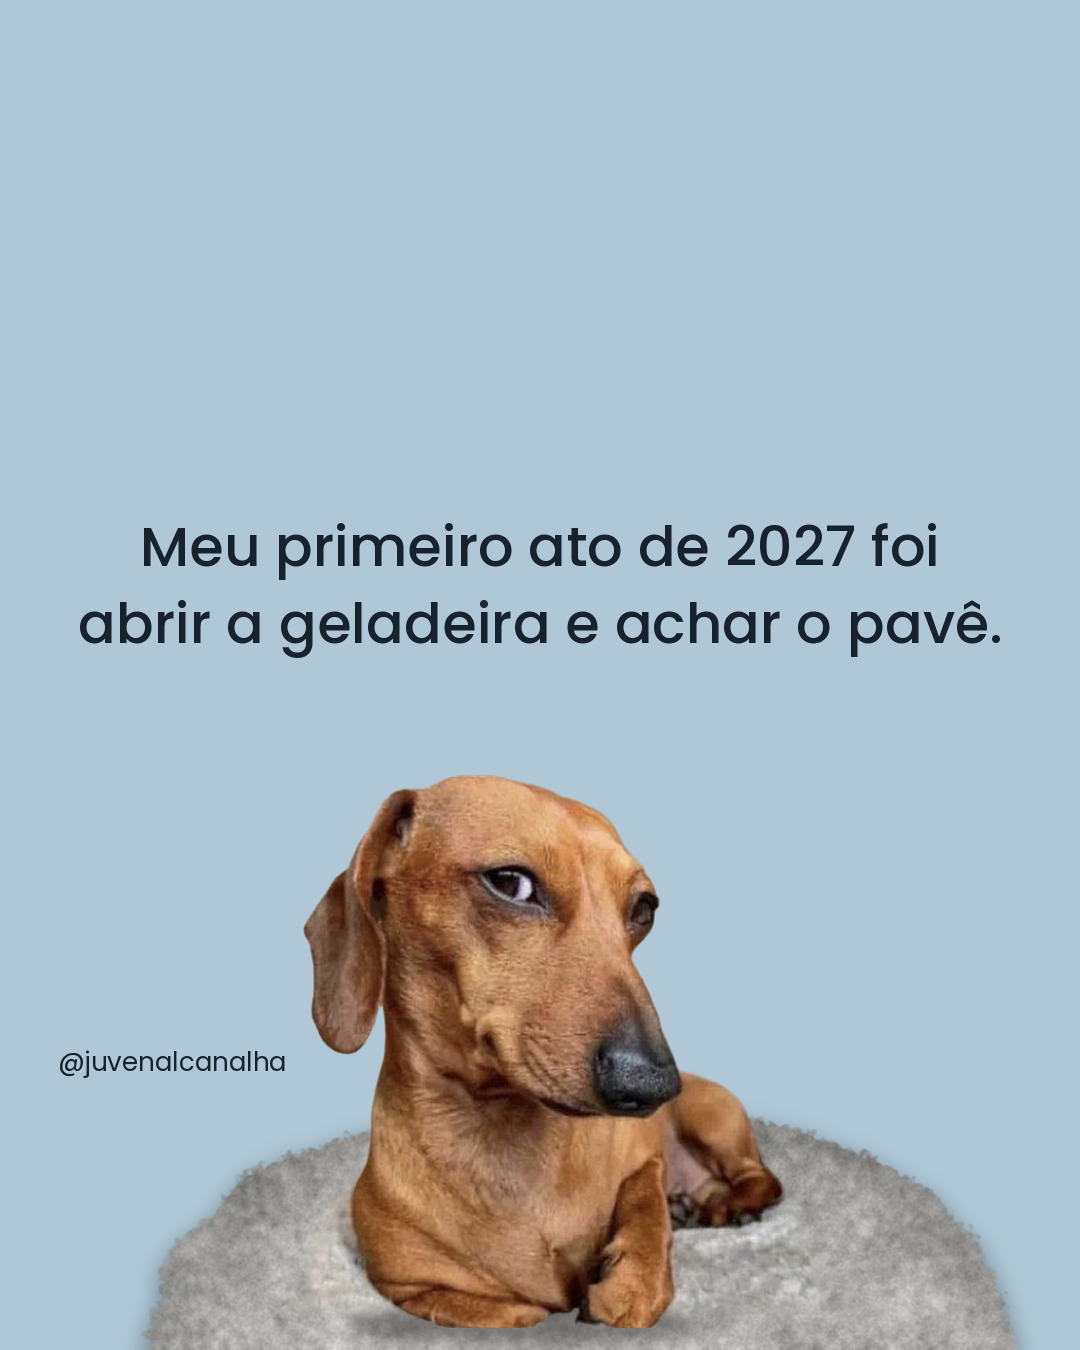 Meu primeiro ato de 2027 foi
abrir a geladeira e achar o pavê.
@juvenalcanalha